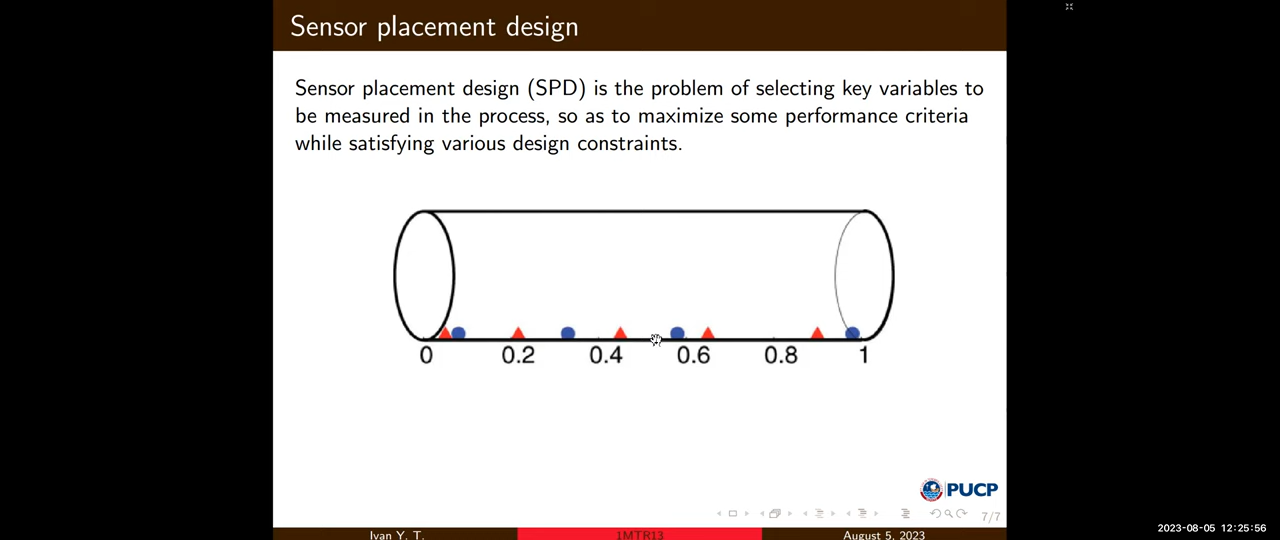 Sensor placement design
Sensor placement design (SPD) is the problem of selecting key variables to
be measured in the process, so as to maximize some performance criteria
while satisfying various design constraints.
0 0.2 0.4 0.6 0.8 1
PUCP
7/7
Ivan Y. T. 1MTR13 August 5, 2023
2023-08-05 12:25:56